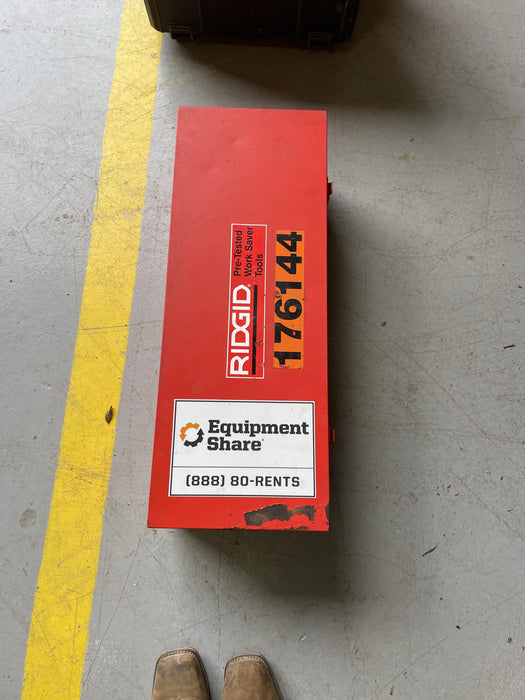 RIDGID
Pre-Tested
Work Saver
Tools
176144
Equipment
Share
(888) 80-RENTS